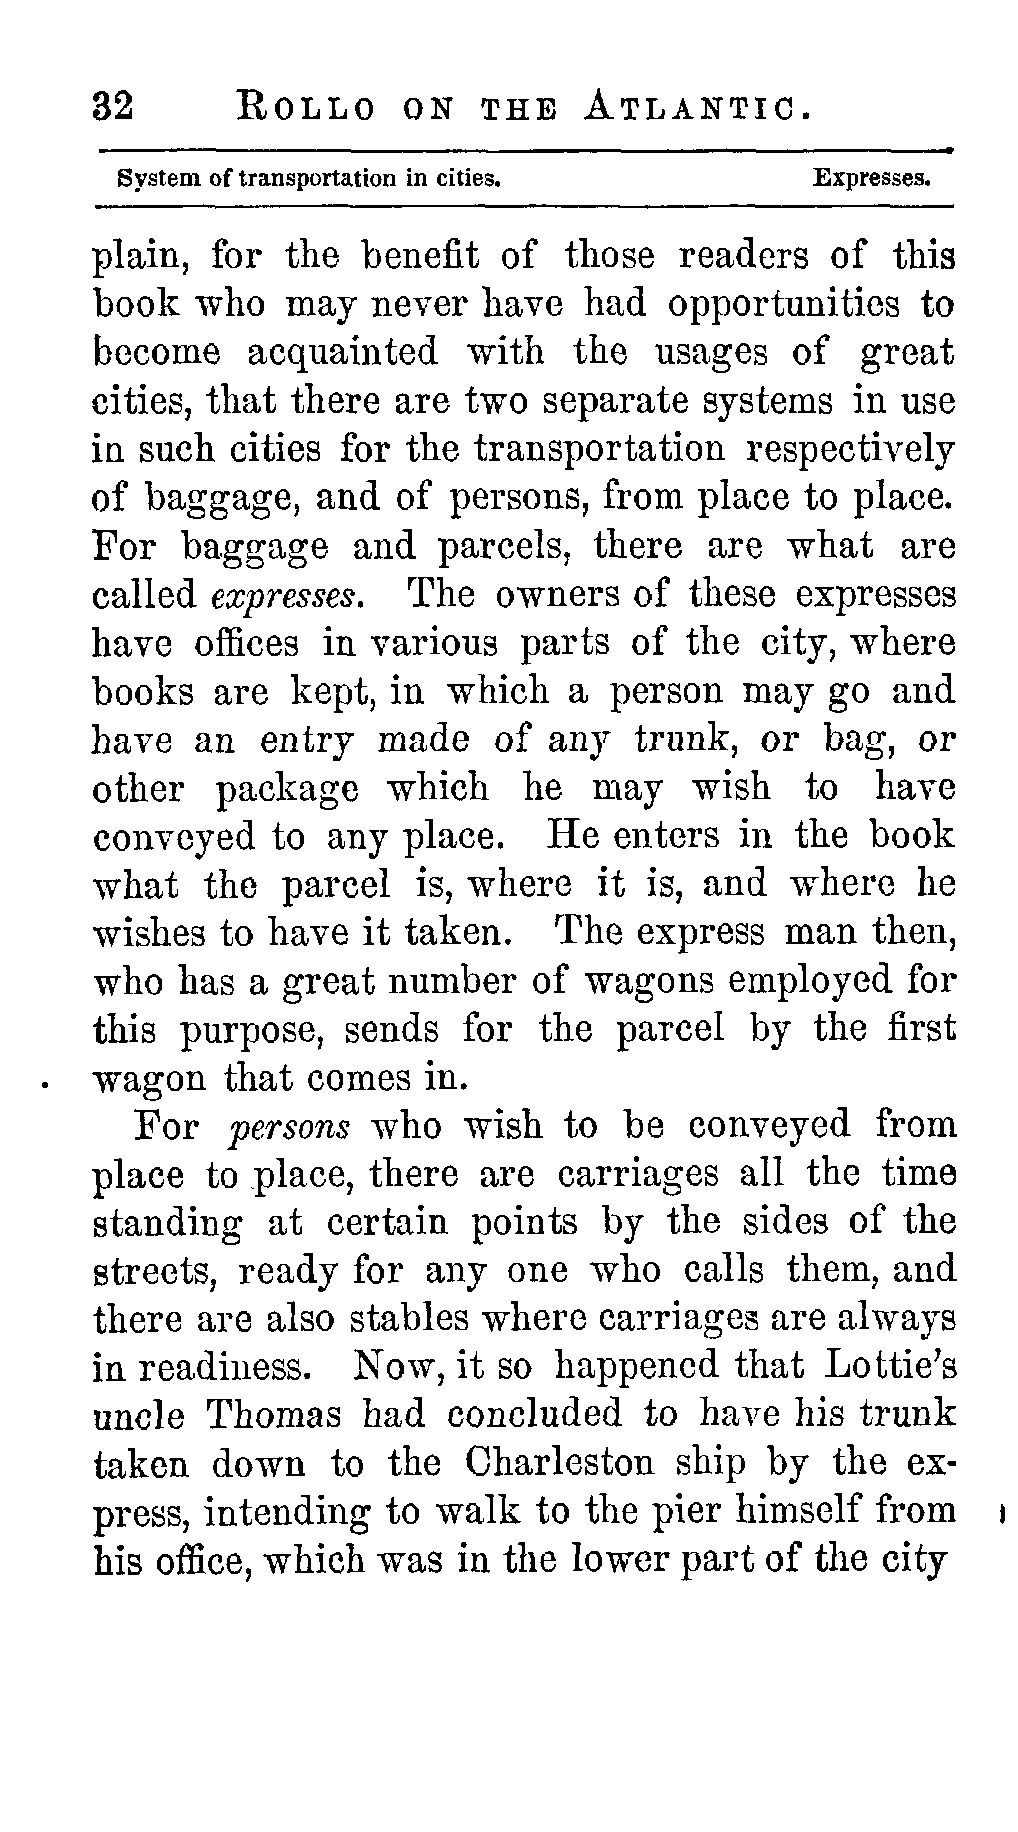 32 ROLLO ON THE ATLANTIC.
System of transportation in cities. Expresses.
plain, for the benefit of those readers of this
book who may never have had opportunities to
become acquainted with the usages of great
cities, that there are two separate systems in use
in such cities for the transportation respectively
of baggage, and of persons, from place to place.
For baggage and parcels, there are what are
called expresses. The owners of these expresses
have offices in various parts of the city, where
books are kept, in which a person may go and
have an entry made of any trunk, or bag, or
other package which he may wish to have
conveyed to any place. He enters in the book
what the parcel is, where it is, and where he
wishes to have it taken. The express man then,
who has a great number of wagons employed for
this purpose, sends for the parcel by the first
wagon that comes in.
For persons who wish to be conveyed from
place to place, there are carriages all the time
standing at certain points by the sides of the
streets, ready for any one who calls them, and
there are also stables where carriages are always
in readiness. Now, it so happened that Lottie's
uncle Thomas had concluded to have his trunk
taken down to the Charleston ship by the ex-
press, intending to walk to the pier himself from
his office, which was in the lower part of the city